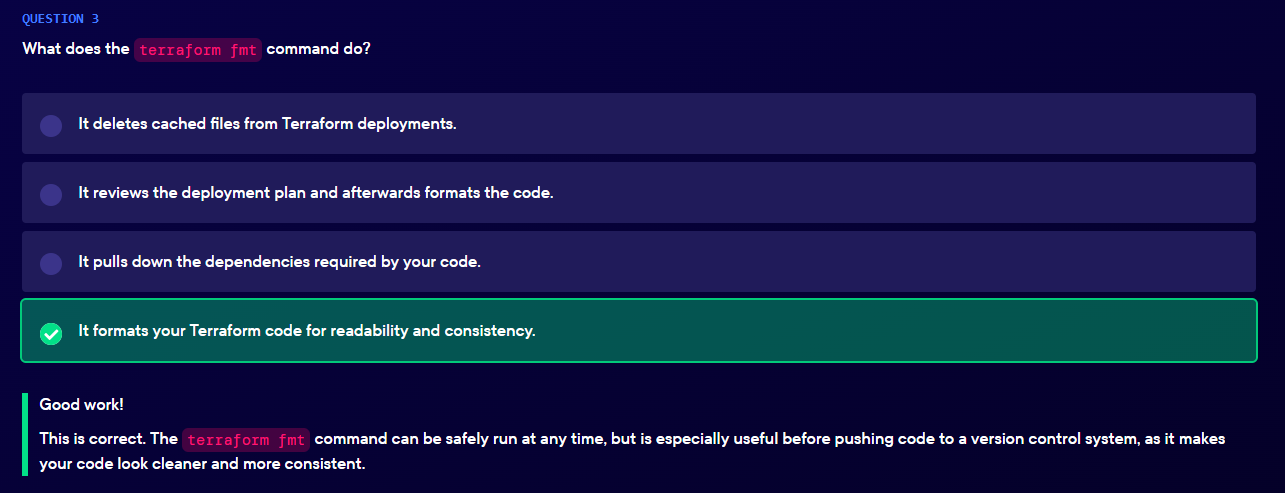 QUESTION 3
What does the terraform fmt command do?
It deletes cached files from Terraform deployments.
It reviews the deployment plan and afterwards formats the code.
It pulls down the dependencies required by your code.
It formats your Terraform code for readability and consistency.
Good work!
This is correct. The terraform fmt command can be safely run at any time, but is especially useful before pushing code to a version control system, as it makes
your code look cleaner and more consistent.